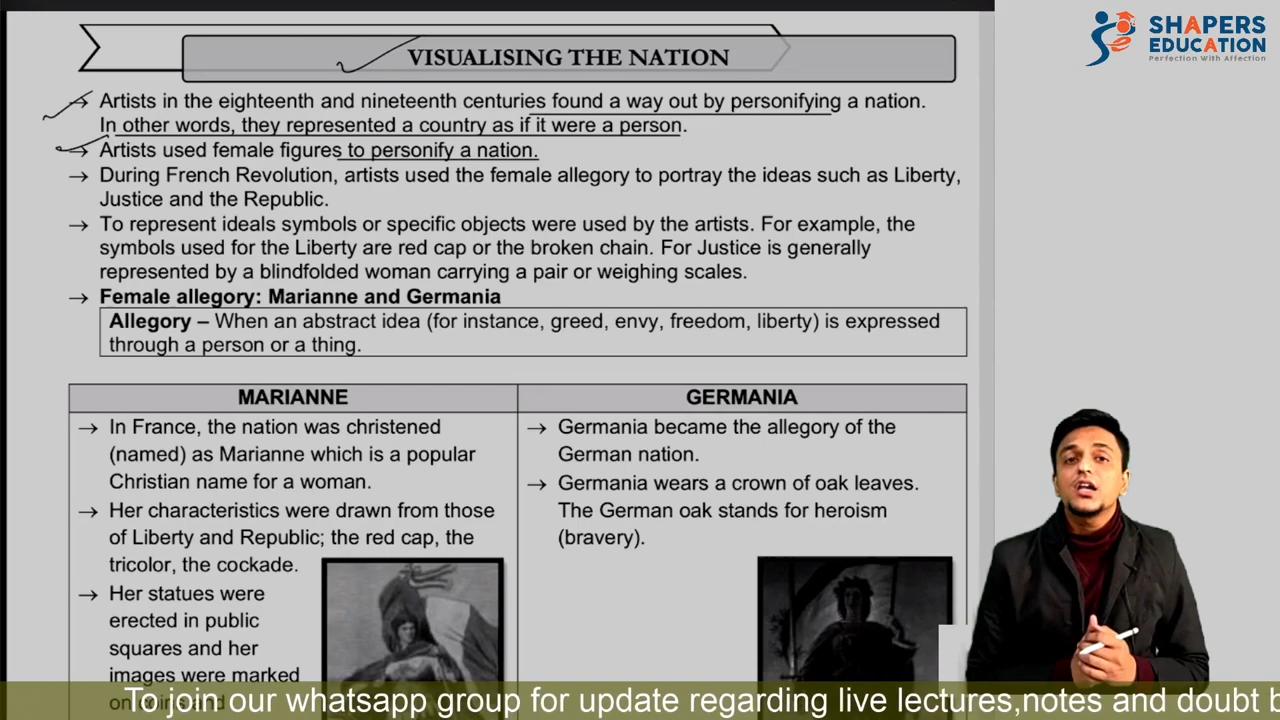 SHAPERS
EDUCATION
Perfection With Affection
VISUALISING THE NATION
→ Artists in the eighteenth and nineteenth centuries found a way out by personifying a nation.
In other words, they represented a country as if it were a person.
→ Artists used female figures to personify a nation.
→ During French Revolution, artists used the female allegory to portray the ideas such as Liberty,
Justice and the Republic.
→ To represent ideals symbols or specific objects were used by the artists. For example, the
symbols used for the Liberty are red cap or the broken chain. For Justice is generally
represented by a blindfolded woman carrying a pair or weighing scales.
→ Female allegory: Marianne and Germania
Allegory – When an abstract idea (for instance, greed, envy, freedom, liberty) is expressed
through a person or a thing.
MARIANNE
→ In France, the nation was christened
(named) as Marianne which is a popular
Christian name for a woman.
→ Her characteristics were drawn from those
of Liberty and Republic; the red cap, the
tricolor, the cockade.
→ Her statues were
erected in public
squares and her
images were marked
on coins and
GERMANIA
→ Germania became the allegory of the
German nation.
→ Germania wears a crown of oak leaves.
The German oak stands for heroism
(bravery).
To join our whatsapp group for update regarding live lectures,notes and doubt b